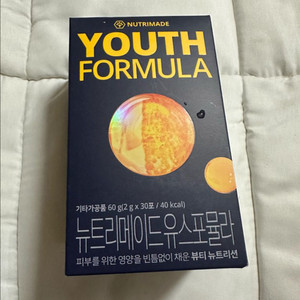 NUTRIMADE
YOUTH
FORMULA
기타가공품 60 g(2 g x 30포 / 40 kcal)
뉴트리메이드 유스포뮬라
피부를 위한 영양을 빈틈없이 채운 뷰티 뉴트리션